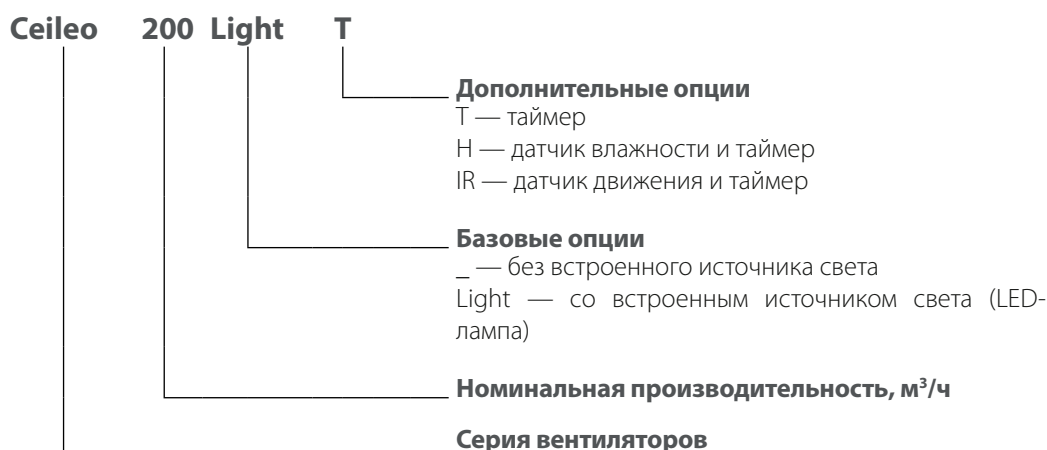 Ceileo 200 Light T
Дополнительные опции
T — таймер
H — датчик влажности и таймер
IR — датчик движения и таймер
Базовые опции
_ — без встроенного источника света
Light — со встроенным источником света (LED-
лампа)
Номинальная производительность, м³/ч
Серия вентиляторов